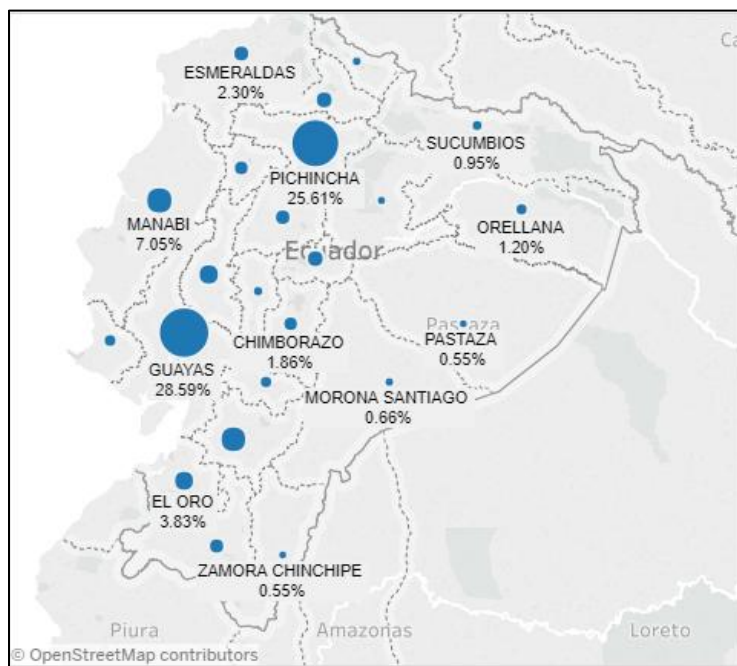 Ca
ESMERALDAS
2.30%
SUCUMBIOS
0.95%
PICHINCHA
25.61%
MANABI
7.05%
ORELLANA
1.20%
Ecuador
Pastaza
PASTAZA
0.55%
CHIMBORAZO
1.86%
GUAYAS
28.59%
MORONA SANTIAGO
0.66%
EL ORO
3.83%
ZAMORA CHINCHIPE
0.55%
Piura
Amazonas
Loreto
© OpenStreetMap contributors